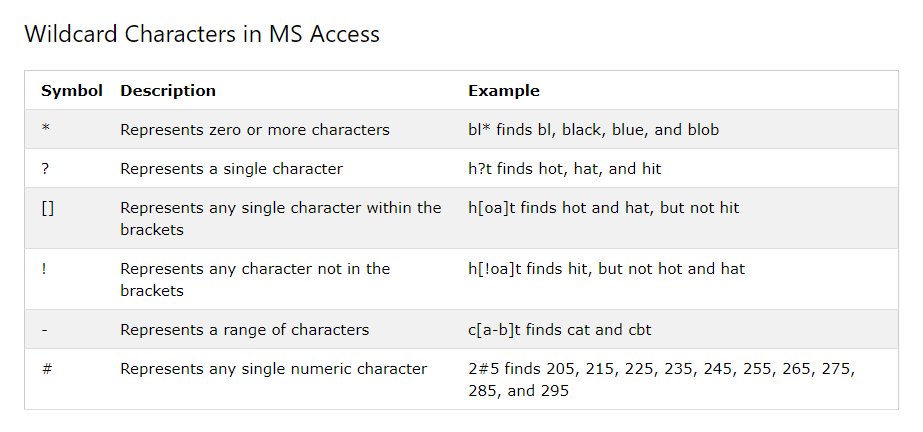 Wildcard Characters in MS Access
Symbol Description Example
* Represents zero or more characters bl* finds bl, black, blue, and blob
? Represents a single character h?t finds hot, hat, and hit
[] Represents any single character within the h[oa]t finds hot and hat, but not hit
brackets
! Represents any character not in the h[!oa]t finds hit, but not hot and hat
brackets
- Represents a range of characters c[a-b]t finds cat and cbt
# Represents any single numeric character 2#5 finds 205, 215, 225, 235, 245, 255, 265, 275,
285, and 295